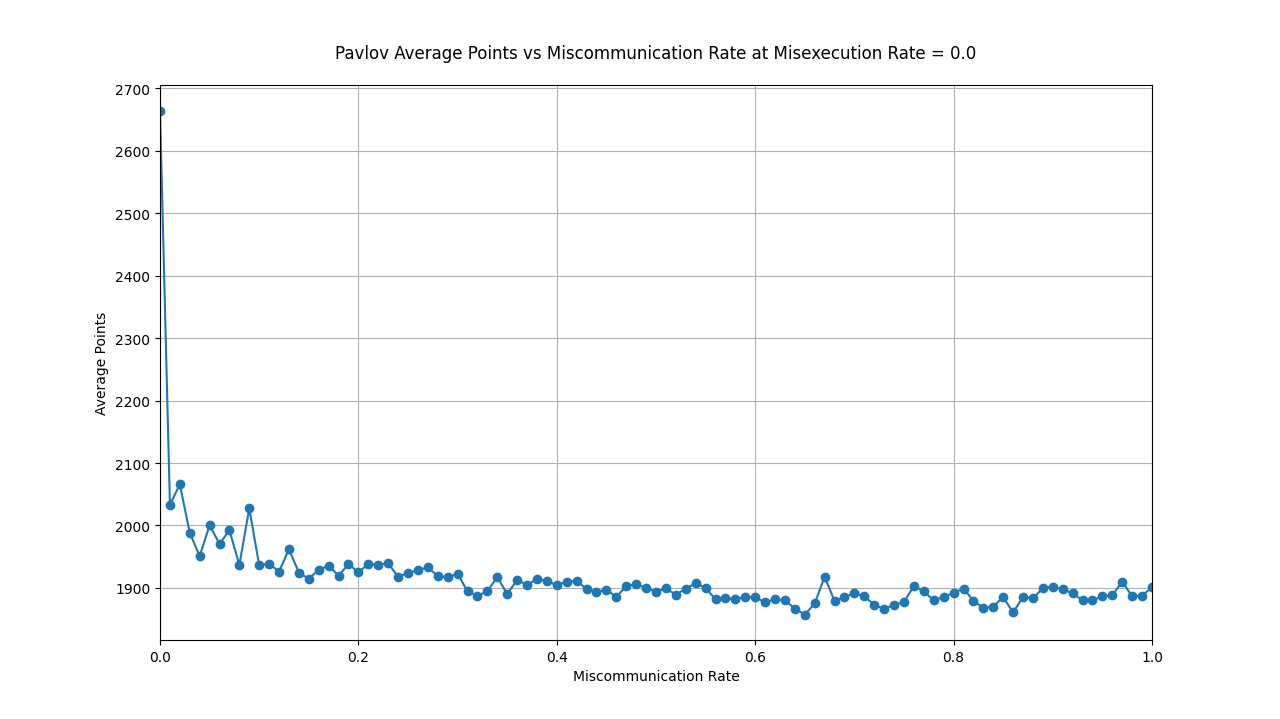 Pavlov Average Points vs Miscommunication Rate at Misexecution Rate = 0.0
2700
2600
2500
2400
2300
2200
2100
2000
1900
Average Points
0.0 0.2 0.4 0.6 0.8 1.0
Miscommunication Rate